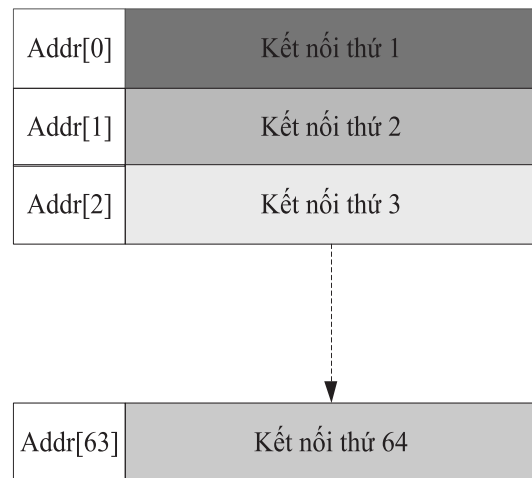 Addr[0] Kết nối thứ 1
Addr[1] Kết nối thứ 2
Addr[2] Kết nối thứ 3
Addr[63] Kết nối thứ 64